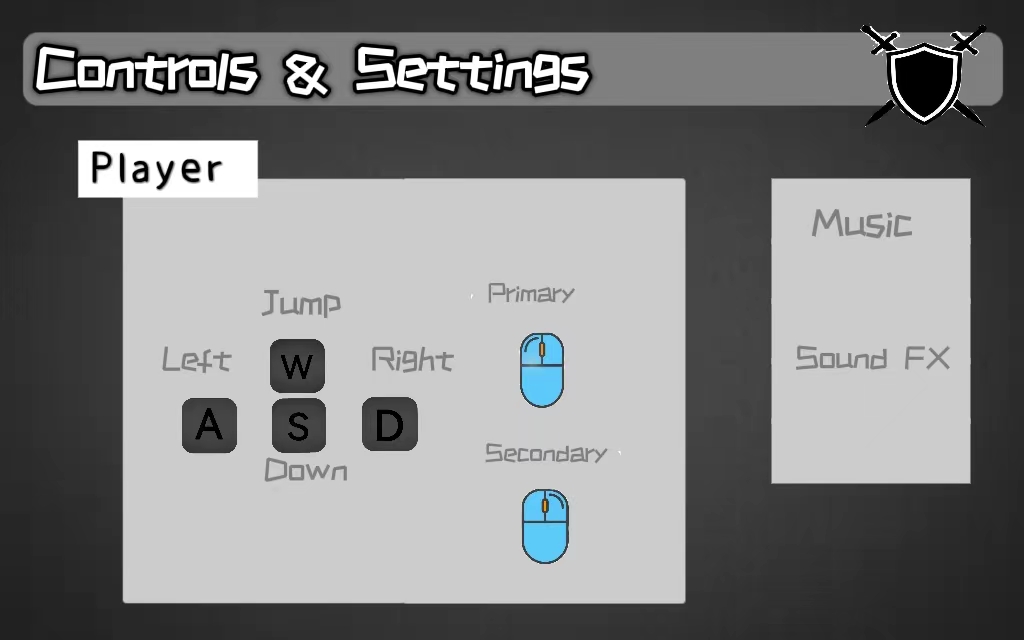 Controls & Settings
Player
Jump
Left
W
Right
A
S
D
Down
Primary
Secondary
Music
Sound FX